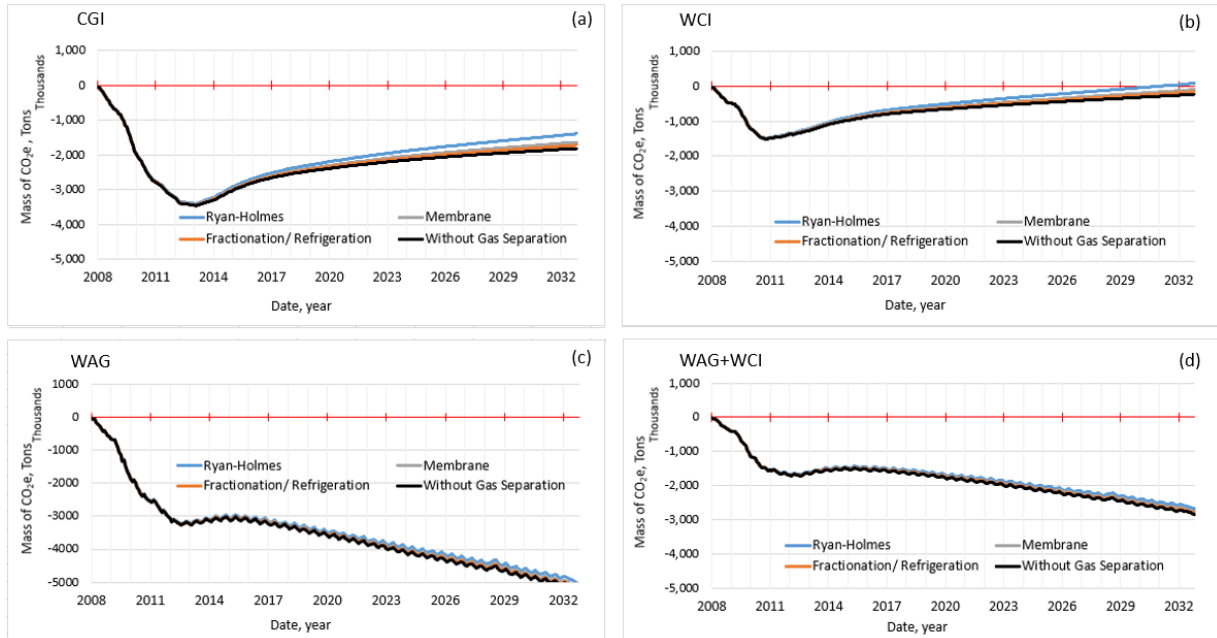 CGI
(a)
Mass of CO₂e , Tons
Thousands
1,000
0
-1,000
-2,000
-3,000
-4,000
-5,000
Ryan-Holmes
Membrane
Fractionation/ Refrigeration
Without Gas Separation
2008 2011 2014 2017 2020 2023 2026 2029 2032
Date, year
WCI
(b)
Mass of CO₂e, Tons
Thousands
1,000
0
-1,000
-2,000
-3,000
-4,000
-5,000
Ryan-Holmes
Membrane
Fractionation/ Refrigeration
Without Gas Separation
2008 2011 2014 2017 2020 2023 2026 2029 2032
Date, year
WAG
(c)
Mass of CO₂e, Tons
Thousands
1000
0
-1000
-2000
-3000
-4000
-5000
Ryan-Holmes
Membrane
Fractionation/ Refrigeration
Without Gas Separation
2008 2011 2014 2017 2020 2023 2026 2029 2032
Date, year
WAG+WCI
(d)
Mass of CO₂e, Tons
Thousands
1,000
0
-1,000
-2,000
-3,000
-4,000
-5,000
Ryan-Holmes
Membrane
Fractionation/ Refrigeration
Without Gas Separation
2008 2011 2014 2017 2020 2023 2026 2029 2032
Date, year